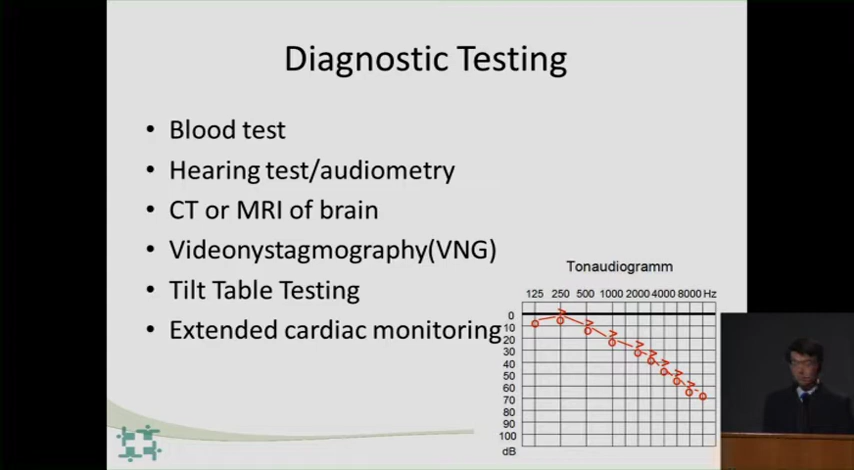 Diagnostic Testing
• Blood test
• Hearing test/audiometry
• CT or MRI of brain
• Videonystagmography(VNG)
• Tilt Table Testing
• Extended cardiac monitoring
Tonaudiogramm
125 250 500 1000 2000 4000 8000 Hz
0
10
20
30
40
50
60
70
80
90
100
dB